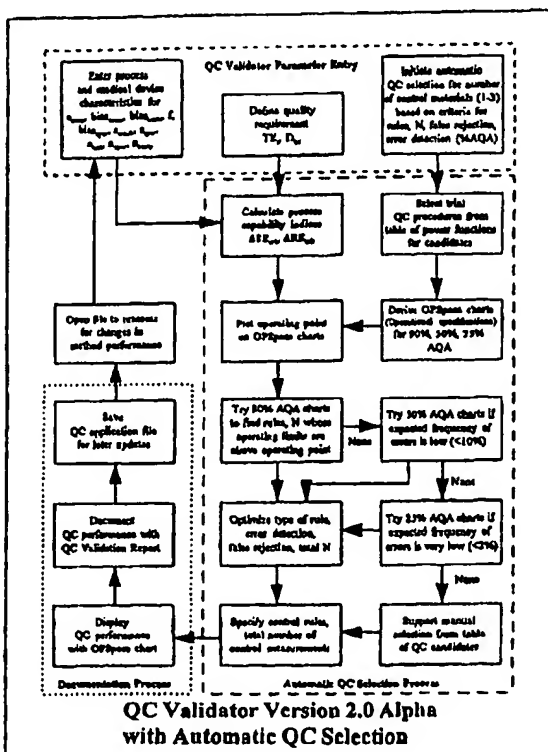 QC Validator Parameter Entry
Enter process
and medical device
characteristics for
Define quality
requirement
Initiate automatic
QC selection for number
of control materials (1-3)
based on criteria for
rules, N, false rejection,
error detection (%AQA)
Calculate process
capability indices
Select trial
QC procedures from
table of power functions
for candidates
Open file to reassess
for changes in
method performance
Plot operating point
on OPSpecs charts
Derive OPSpecs charts
(Operational specifications)
for 90%, 50%, 25%
AQA
Save
QC application file
for later updates
Try 90% AQA charts
to find rules, N whose
operating limits are
above operating point
None
Try 50% AQA charts if
expected frequency of
errors is low (<10%)
None
Document
QC performance with
QC Validation Report
Optimize type of rule,
error detection,
false rejection, total N
Try 25% AQA charts if
expected frequency of
errors is very low (<2%)
None
Display
QC performance
with OPSpecs chart
Specify control rules,
total number of
control measurements
Support manual
selection from table
of QC candidates
Documentation Process
Automatic QC Selection Process
QC Validator Version 2.0 Alpha
with Automatic QC Selection